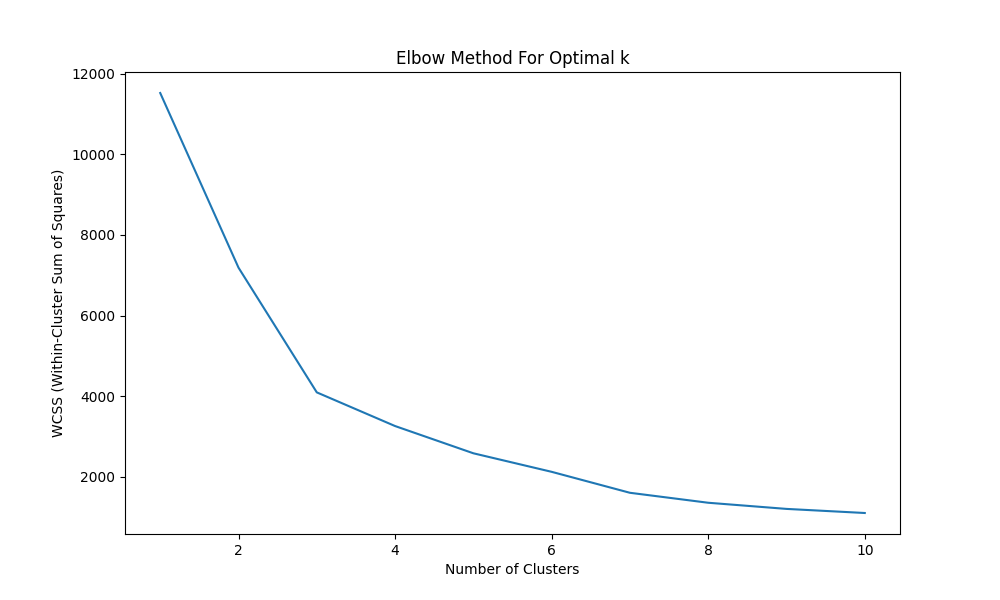 Elbow Method For Optimal k
12000
10000
8000
6000
4000
2000
WCSS (Within-Cluster Sum of Squares)
2 4 6 8 10
Number of Clusters